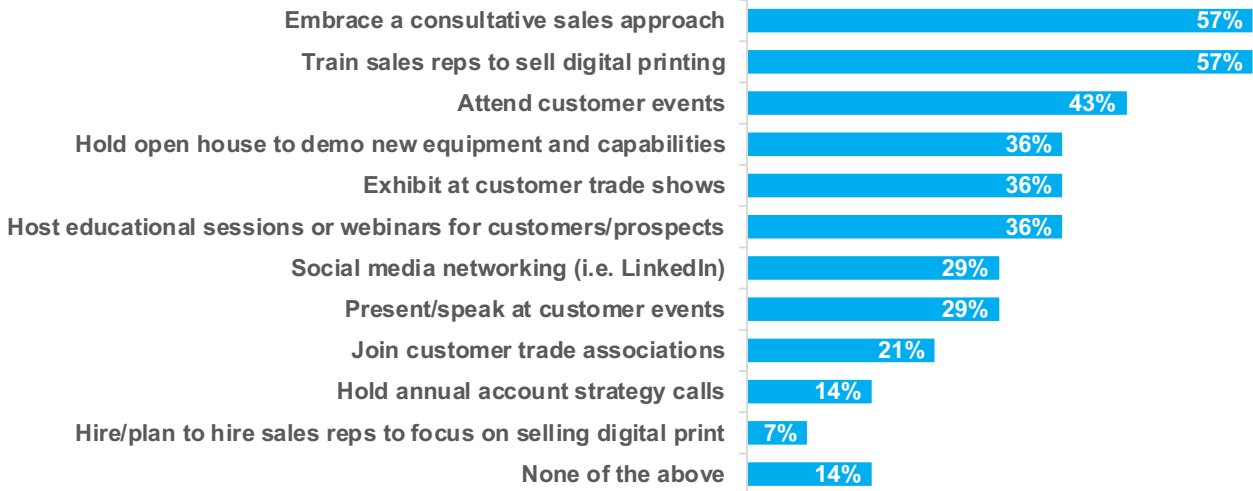 Embrace a consultative sales approach 57%
Train sales reps to sell digital printing 57%
Attend customer events 43%
Hold open house to demo new equipment and capabilities 36%
Exhibit at customer trade shows 36%
Host educational sessions or webinars for customers/prospects 36%
Social media networking (i.e. LinkedIn) 29%
Present/speak at customer events 29%
Join customer trade associations 21%
Hold annual account strategy calls 14%
Hire/plan to hire sales reps to focus on selling digital print 7%
None of the above 14%